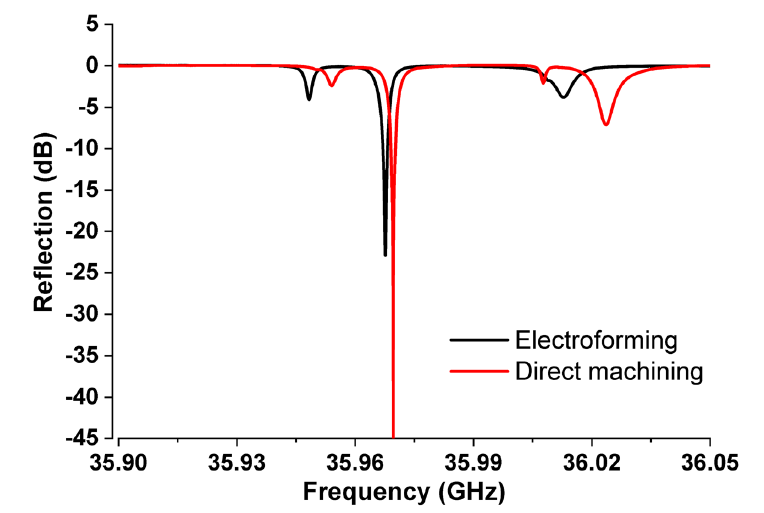 5
0
-5
-10
-15
-20
-25
-30
-35
-40
-45
Reflection (dB)
Electroforming
Direct machining
35.90 35.93 35.96 35.99 36.02 36.05
Frequency (GHz)